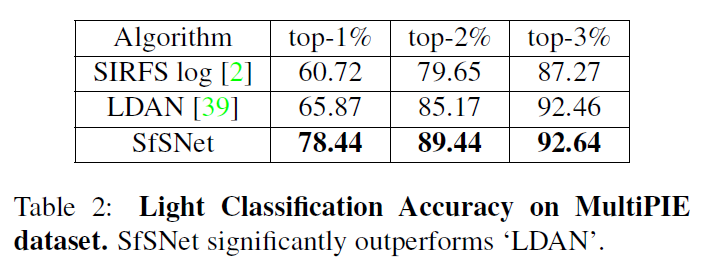 Algorithm top-1% top-2% top-3%
SIRFS log [2] 60.72 79.65 87.27
LDAN [39] 65.87 85.17 92.46
SfSNet 78.44 89.44 92.64
Table 2: Light Classification Accuracy on MultiPIE
dataset. SfSNet significantly outperforms ‘LDAN’.